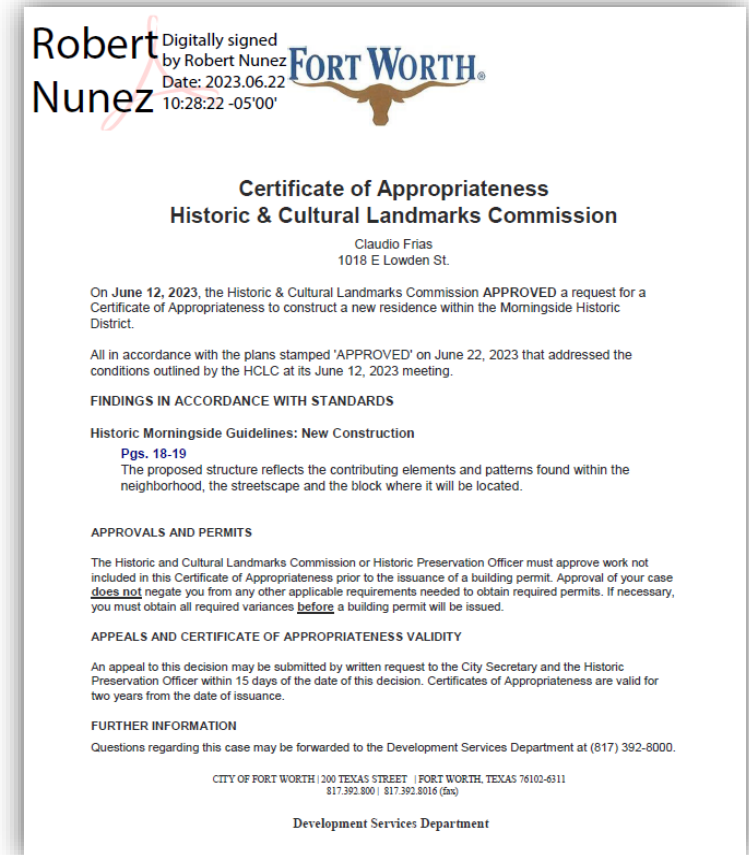 Robert
Nunez
Digitally signed
by Robert Nunez
Date: 2023.06.22
10:28:22 -05'00'
FORT WORTH®
Certificate of Appropriateness
Historic & Cultural Landmarks Commission
Claudio Frias
1018 E Lowden St.
On June 12, 2023, the Historic & Cultural Landmarks Commission APPROVED a request for a
Certificate of Appropriateness to construct a new residence within the Morningside Historic
District.
All in accordance with the plans stamped 'APPROVED' on June 22, 2023 that addressed the
conditions outlined by the HCLC at its June 12, 2023 meeting.
FINDINGS IN ACCORDANCE WITH STANDARDS
Historic Morningside Guidelines: New Construction
Pgs. 18-19
The proposed structure reflects the contributing elements and patterns found within the
neighborhood, the streetscape and the block where it will be located.
APPROVALS AND PERMITS
The Historic and Cultural Landmarks Commission or Historic Preservation Officer must approve work not
included in this Certificate of Appropriateness prior to the issuance of a building permit. Approval of your case
does not negate you from any other applicable requirements needed to obtain required permits. If necessary,
you must obtain all required variances before a building permit will be issued.
APPEALS AND CERTIFICATE OF APPROPRIATENESS VALIDITY
An appeal to this decision may be submitted by written request to the City Secretary and the Historic
Preservation Officer within 15 days of the date of this decision. Certificates of Appropriateness are valid for
two years from the date of issuance.
FURTHER INFORMATION
Questions regarding this case may be forwarded to the Development Services Department at (817) 392-8000.
CITY OF FORT WORTH | 200 TEXAS STREET | FORT WORTH, TEXAS 76102-6311
817.392.800 | 817.392.8016 (fax)
Development Services Department